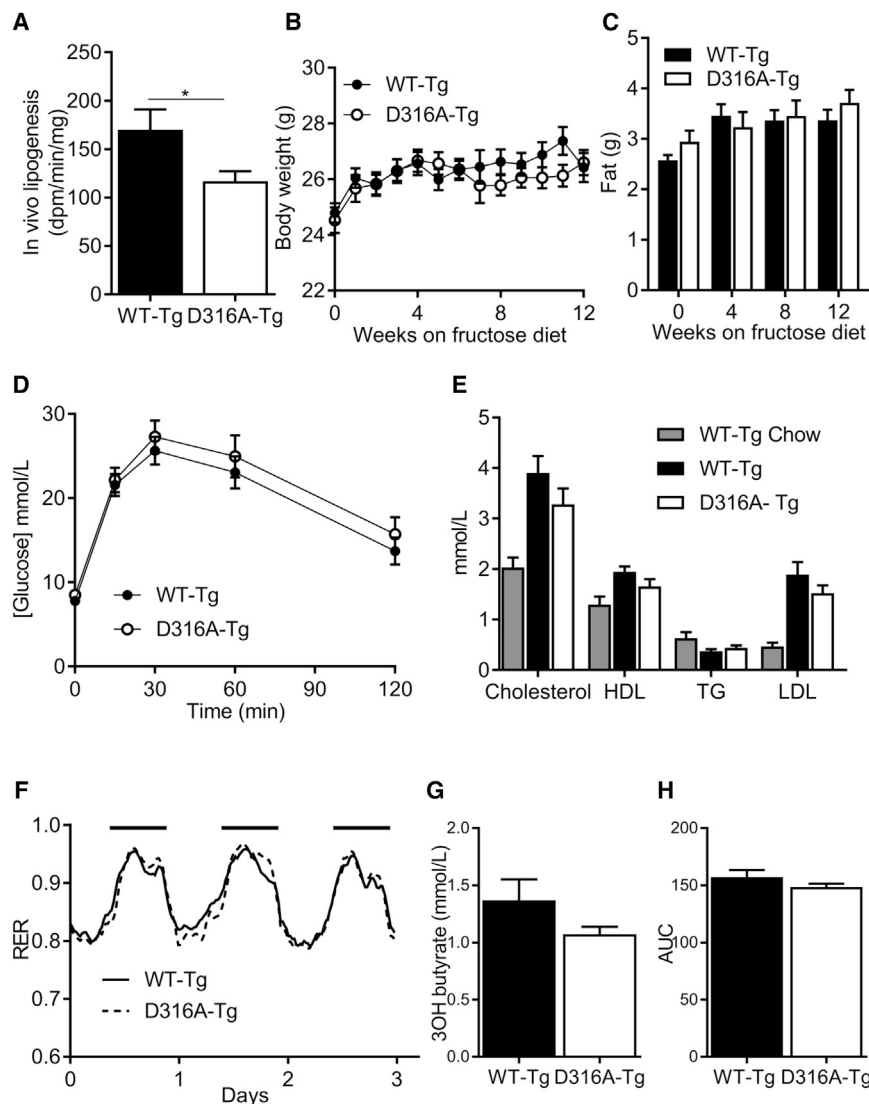 A
In vivo lipogenesis
(dpm/min/mg)
250
200
150
100
50
0
*
WT-Tg D316A-Tg
B
Body weight (g)
30
28
26
24
22
WT-Tg
D316A-Tg
0 4 8 12
Weeks on fructose diet
C
Fat (g)
5
4
3
2
1
0
WT-Tg
D316A-Tg
0 4 8 12
Weeks on fructose diet
D
[Glucose] mmol/L
30
20
10
0
WT-Tg
D316A-Tg
0 30 60 90 120
Time (min)
E
mmol/L
5
4
3
2
1
0
WT-Tg Chow
WT-Tg
D316A- Tg
Cholesterol HDL TG LDL
F
RER
1.0
0.9
0.8
0.6
WT-Tg
D316A-Tg
0 1 2 3
Days
G
3OH butyrate (mmol/L)
2.0
1.5
1.0
0.5
0.0
WT-Tg D316A-Tg
H
AUC
200
150
100
50
0
WT-Tg D316A-Tg